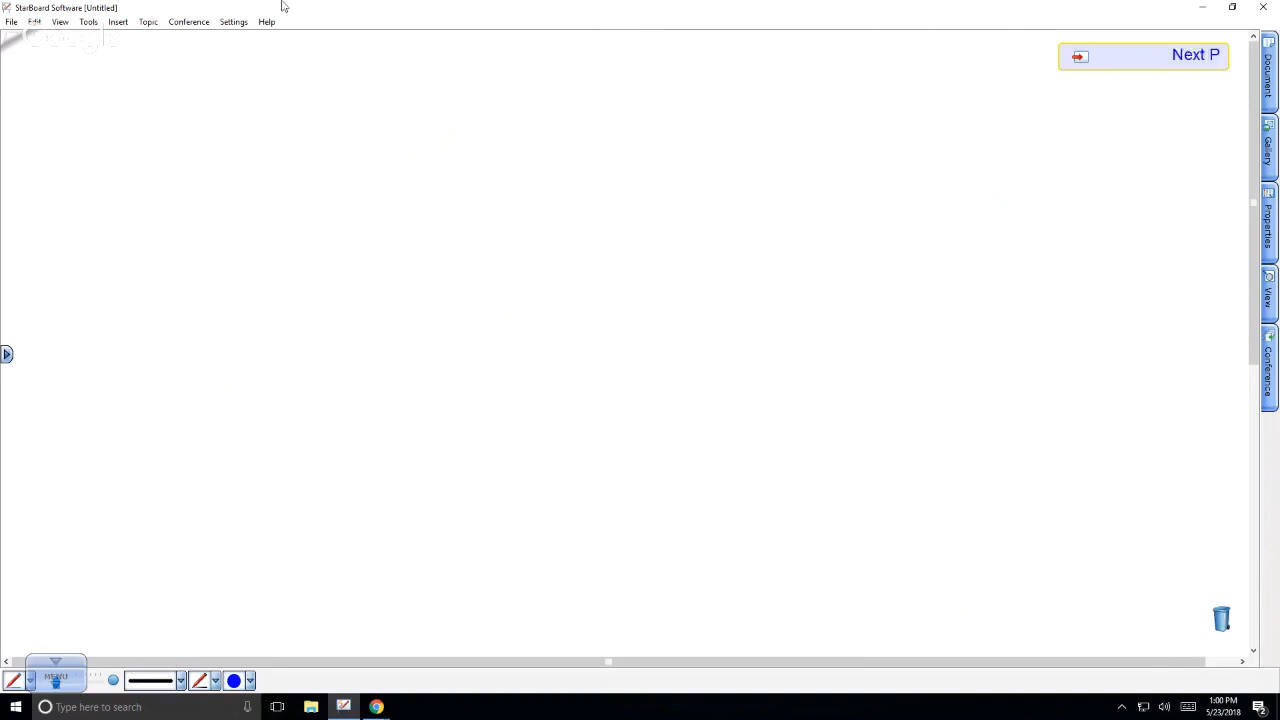 StarBoard Software [Untitled]
File Edit View Tools Insert Topic Conference Settings Help
Next P
Document
Gallery
Properties
View
Conference
MENU
Type here to search
1:00 PM
5/23/2018
2